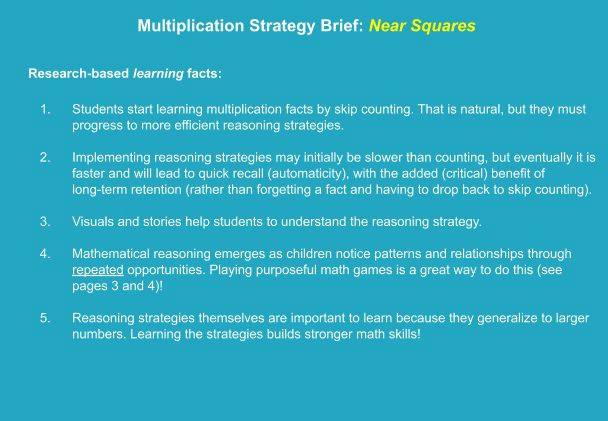 Multiplication Strategy Brief: Near Squares
Research-based learning facts:
1. Students start learning multiplication facts by skip counting. That is natural, but they must
progress to more efficient reasoning strategies.
2. Implementing reasoning strategies may initially be slower than counting, but eventually it is
faster and will lead to quick recall (automaticity), with the added (critical) benefit of
long-term retention (rather than forgetting a fact and having to drop back to skip counting).
3. Visuals and stories help students to understand the reasoning strategy.
4. Mathematical reasoning emerges as children notice patterns and relationships through
repeated opportunities. Playing purposeful math games is a great way to do this (see
pages 3 and 4)!
5. Reasoning strategies themselves are important to learn because they generalize to larger
numbers. Learning the strategies builds stronger math skills!